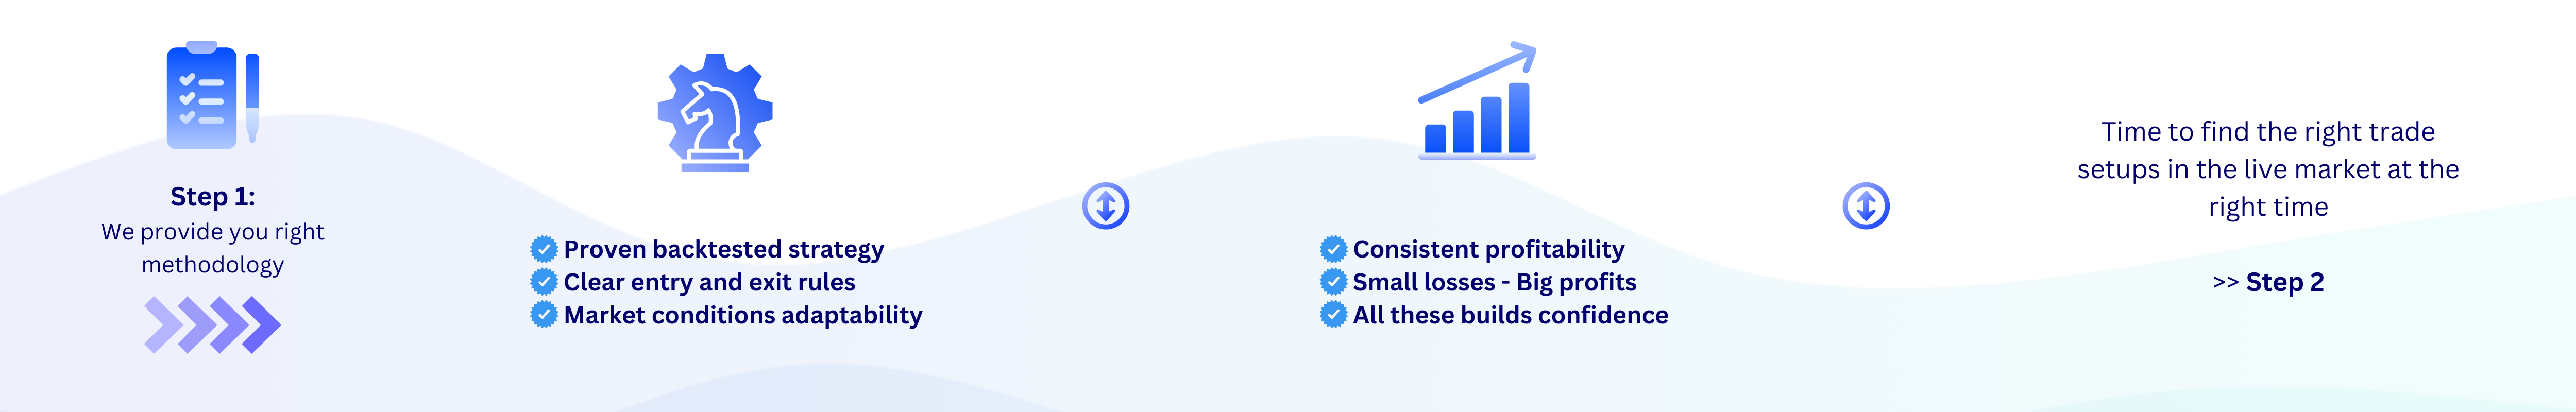 Step 1:
We provide you right
methodology
Proven backtested strategy
Clear entry and exit rules
Market conditions adaptability
Consistent profitability
Small losses - Big profits
All these builds confidence
Time to find the right trade
setups in the live market at the
right time
>> Step 2